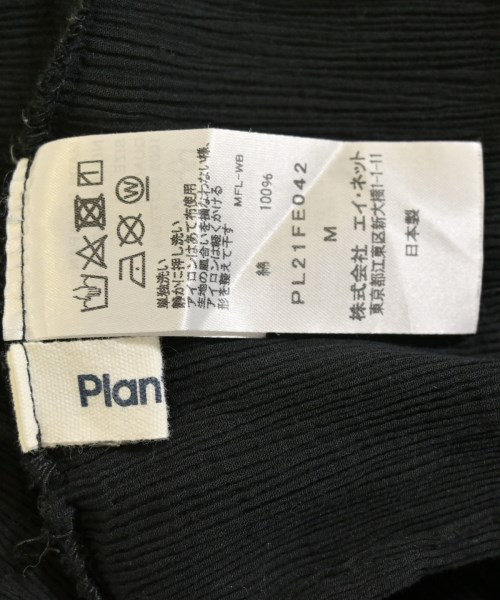 単独洗い
静かに押し洗い
アイロンはあて布使用
生地の風合いを損なわない様、
アイロンは軽くかける
形を整えて干す
MFL-WB
綿 100%
PL21FE042
M
株式会社 エイ・ネット
東京都江東区新大橋1-1-11
日本製
Plan